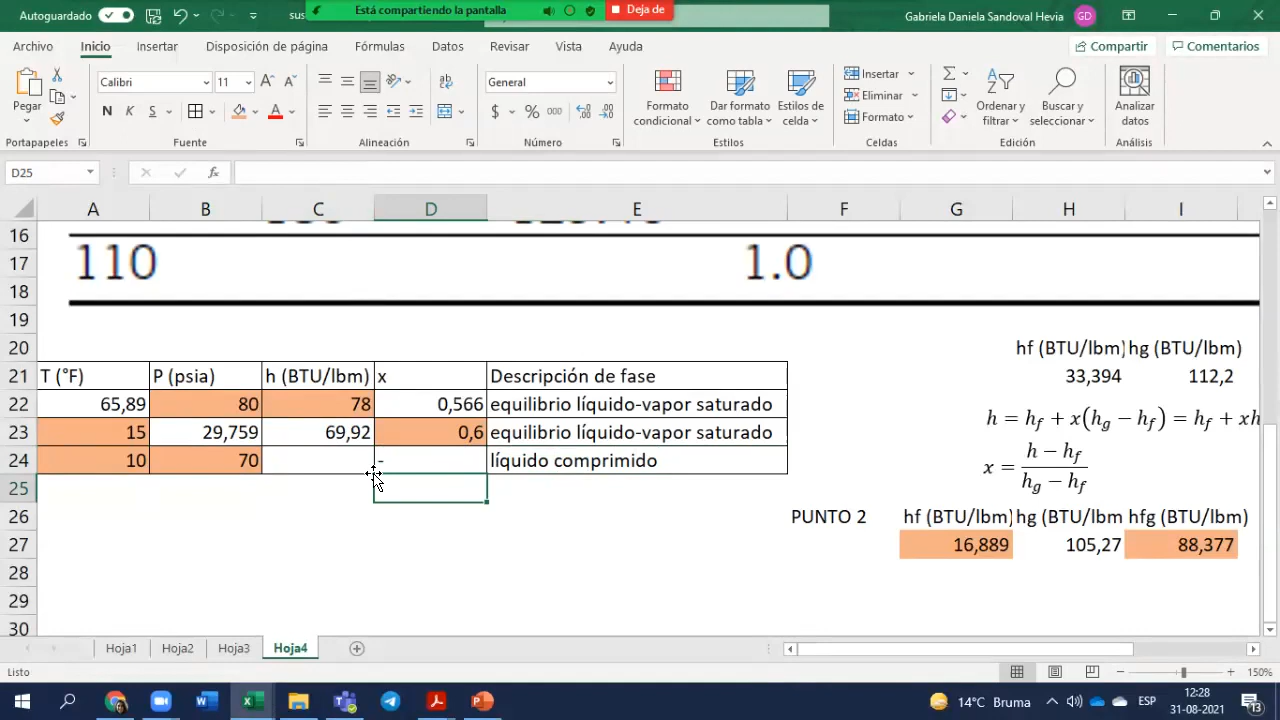 Autoguardado
sus
Está compartiendo la pantalla
Deja de
Gabriela Daniela Sandoval Hevia
GD
Archivo Inicio Insertar Disposición de página Fórmulas Datos Revisar Vista Ayuda
Compartir Comentarios
Pegar
Calibri 11
N K S
General
$ % 000
Formato condicional
Dar formato como tabla
Estilos de celda
Insertar
Eliminar
Formato
Ordenar y filtrar
Buscar y seleccionar
Analizar datos
Portapapeles Fuente Alineación Número Estilos Celdas Edición Análisis
D25 fx
A B C D E F G H I
16
17 110 1.0
18
19
20 hf (BTU/lbm) hg (BTU/lbm)
21 T (°F) P (psia) h (BTU/lbm) x Descripción de fase 33,394 112,2
22 65,89 80 78 0,566 equilibrio líquido-vapor saturado
h = hf + x(hg − hf) = hf + xh
23 15 29,759 69,92 0,6 equilibrio líquido-vapor saturado
24 10 70 - líquido comprimido
x = h − hf / hg − hf
25
26 PUNTO 2 hf (BTU/lbm) hg (BTU/lbm hfg (BTU/lbm)
27 16,889 105,27 88,377
28
29
30
Hoja1 Hoja2 Hoja3 Hoja4
Listo 150%
14°C Bruma ESP 12:28
31-08-2021
13